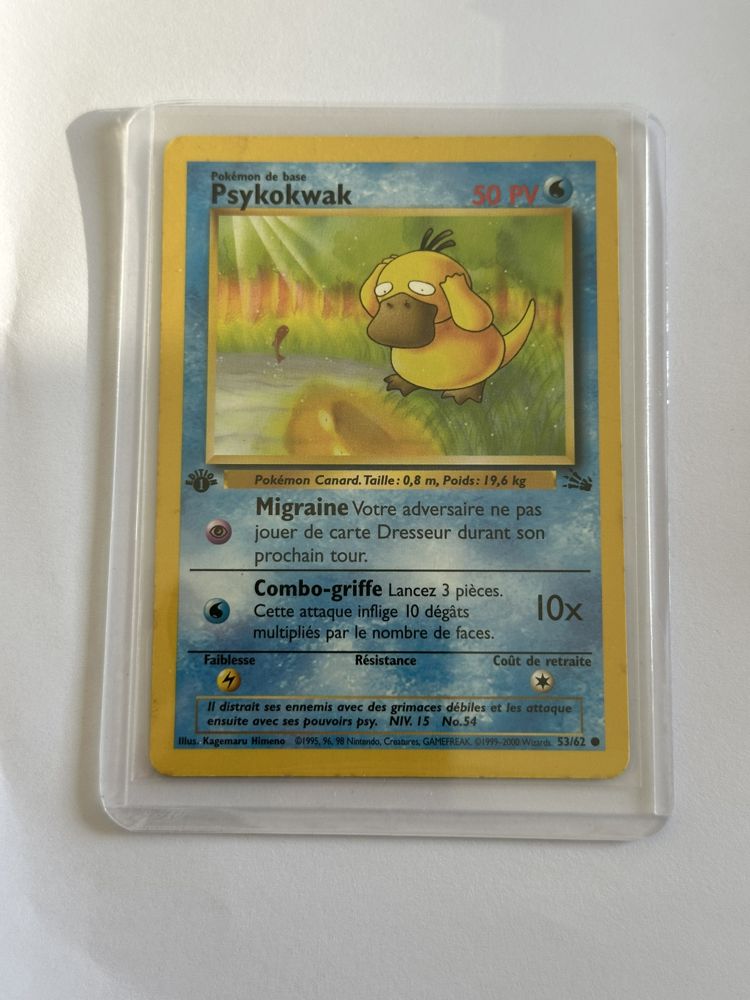 Pokémon de base
Psykokwak 50 PV
Pokémon Canard. Taille: 0,8 m, Poids: 19,6 kg
EDITION 1
Migraine Votre adversaire ne pas
jouer de carte Dresseur durant son
prochain tour.
Combo-griffe Lancez 3 pièces.
Cette attaque inflige 10 dégâts
multipliés par le nombre de faces.
10x
Faiblesse Résistance Coût de retraite
Il distrait ses ennemis avec des grimaces débiles et les attaque
ensuite avec ses pouvoirs psy. NIV. 15 No.54
Illus. Kagemaru Himeno ©1995, 96, 98 Nintendo, Creatures, GAMEFREAK. ©1999-2000 Wizards. 53/62